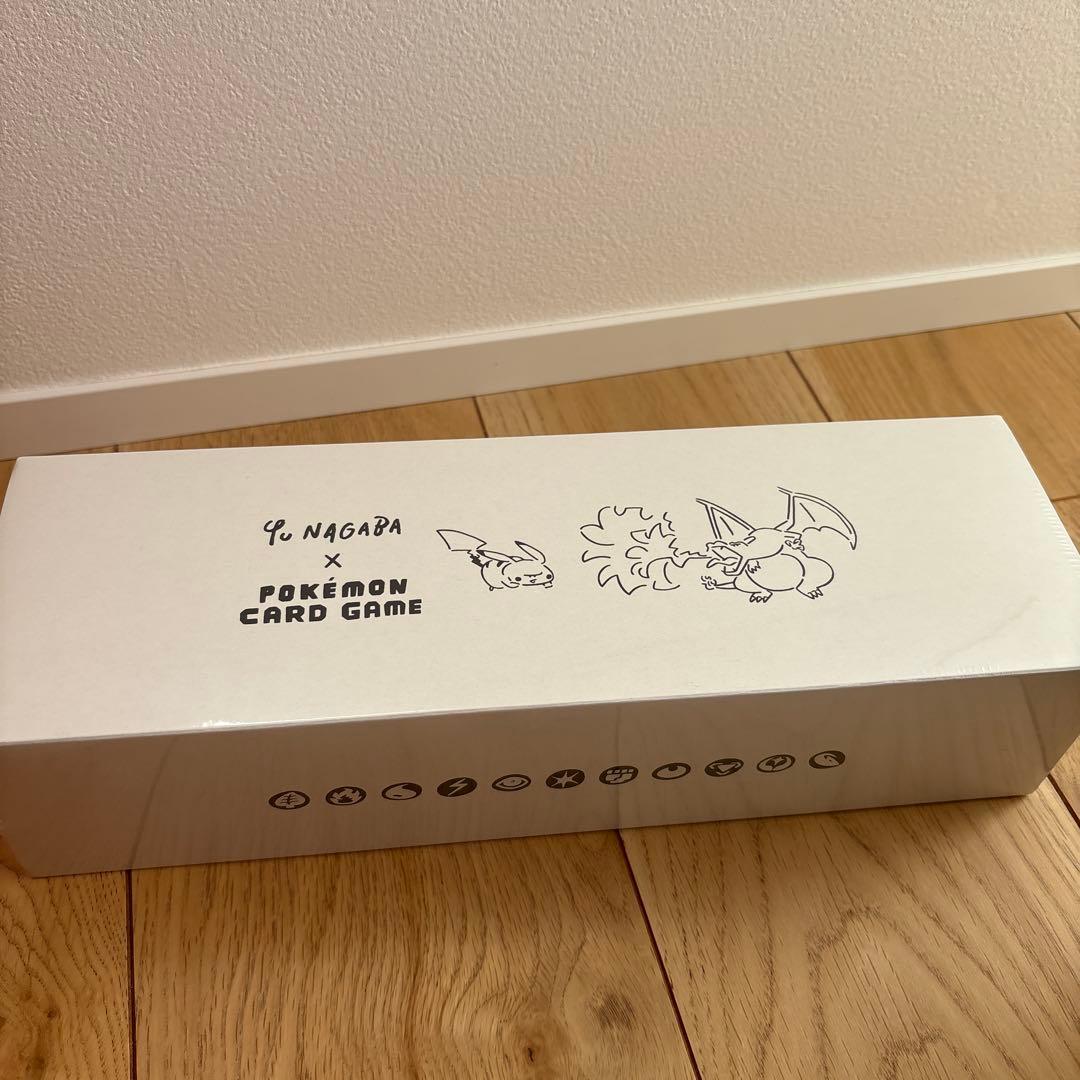 Yu NAGABA
×
POKÉMON
CARD GAME